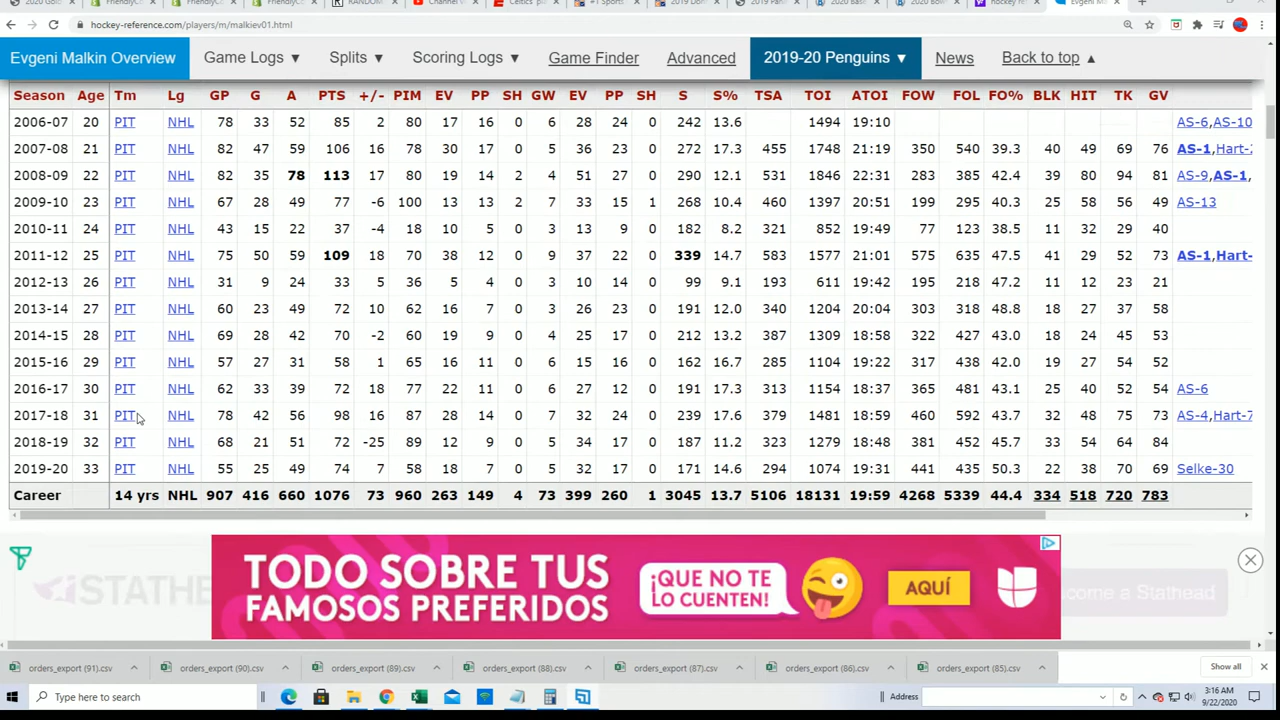 hockey-reference.com/players/m/malkiev01.html
Evgeni Malkin Overview Game Logs ▼ Splits ▼ Scoring Logs ▼ Game Finder Advanced 2019-20 Penguins ▼ News Back to top ▲
Season Age Tm Lg GP G A PTS +/- PIM EV PP SH GW EV PP SH S S% TSA TOI ATOI FOW FOL FO% BLK HIT TK GV
2006-07 20 PIT NHL 78 33 52 85 2 80 17 16 0 6 28 24 0 242 13.6 1494 19:10 AS-6,AS-10
2007-08 21 PIT NHL 82 47 59 106 16 78 30 17 0 5 36 23 0 272 17.3 455 1748 21:19 350 540 39.3 40 49 69 76 AS-1,Hart-2
2008-09 22 PIT NHL 82 35 78 113 17 80 19 14 2 4 51 27 0 290 12.1 531 1846 22:31 283 385 42.4 39 80 94 81 AS-9,AS-1,
2009-10 23 PIT NHL 67 28 49 77 -6 100 13 13 2 7 33 15 1 268 10.4 460 1397 20:51 199 295 40.3 25 58 56 49 AS-13
2010-11 24 PIT NHL 43 15 22 37 -4 18 10 5 0 3 13 9 0 182 8.2 321 852 19:49 77 123 38.5 11 32 29 40
2011-12 25 PIT NHL 75 50 59 109 18 70 38 12 0 9 37 22 0 339 14.7 583 1577 21:01 575 635 47.5 41 29 52 73 AS-1,Hart-
2012-13 26 PIT NHL 31 9 24 33 5 36 5 4 0 3 10 14 0 99 9.1 193 611 19:42 195 218 47.2 11 12 23 21
2013-14 27 PIT NHL 60 23 49 72 10 62 16 7 0 3 26 23 0 191 12.0 340 1204 20:04 303 318 48.8 18 27 37 58
2014-15 28 PIT NHL 69 28 42 70 -2 60 19 9 0 4 25 17 0 212 13.2 387 1309 18:58 322 427 43.0 18 24 45 53
2015-16 29 PIT NHL 57 27 31 58 1 65 16 11 0 6 15 16 0 162 16.7 285 1104 19:22 317 438 42.0 19 27 54 52
2016-17 30 PIT NHL 62 33 39 72 18 77 22 11 0 6 27 12 0 191 17.3 313 1154 18:37 365 481 43.1 25 40 52 54 AS-6
2017-18 31 PIT NHL 78 42 56 98 16 87 28 14 0 7 32 24 0 239 17.6 379 1481 18:59 460 592 43.7 32 48 75 73 AS-4,Hart-7
2018-19 32 PIT NHL 68 21 51 72 -25 89 12 9 0 5 34 17 0 187 11.2 323 1279 18:48 381 452 45.7 33 54 64 84
2019-20 33 PIT NHL 55 25 49 74 7 58 18 7 0 5 32 17 0 171 14.6 294 1074 19:31 441 435 50.3 22 38 70 69 Selke-30
Career 14 yrs NHL 907 416 660 1076 73 960 263 149 4 73 399 260 1 3045 13.7 5106 18131 19:59 4268 5339 44.4 334 518 720 783
STATHEAD
TODO SOBRE TUS
FAMOSOS PREFERIDOS
¡QUE NO TE
LO CUENTEN!
AQUÍ
come a Stathead
orders_export (91).csv orders_export (90).csv orders_export (89).csv orders_export (88).csv orders_export (87).csv orders_export (86).csv orders_export (85).csv Show all
Type here to search
Address
3:16 AM
9/22/2020